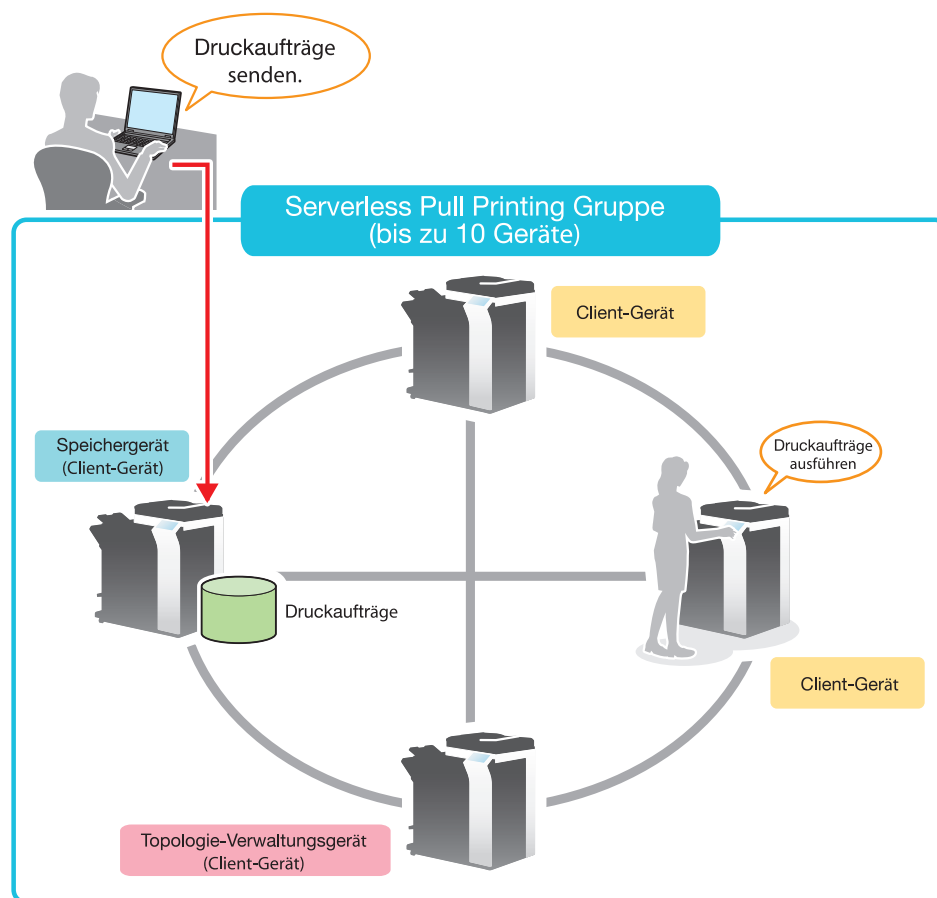 Druckaufträge
senden.
Serverless Pull Printing Gruppe
(bis zu 10 Geräte)
Client-Gerät
Speichergerät
(Client-Gerät)
Druckaufträge
ausführen
Druckaufträge
Client-Gerät
Topologie-Verwaltungsgerät
(Client-Gerät)